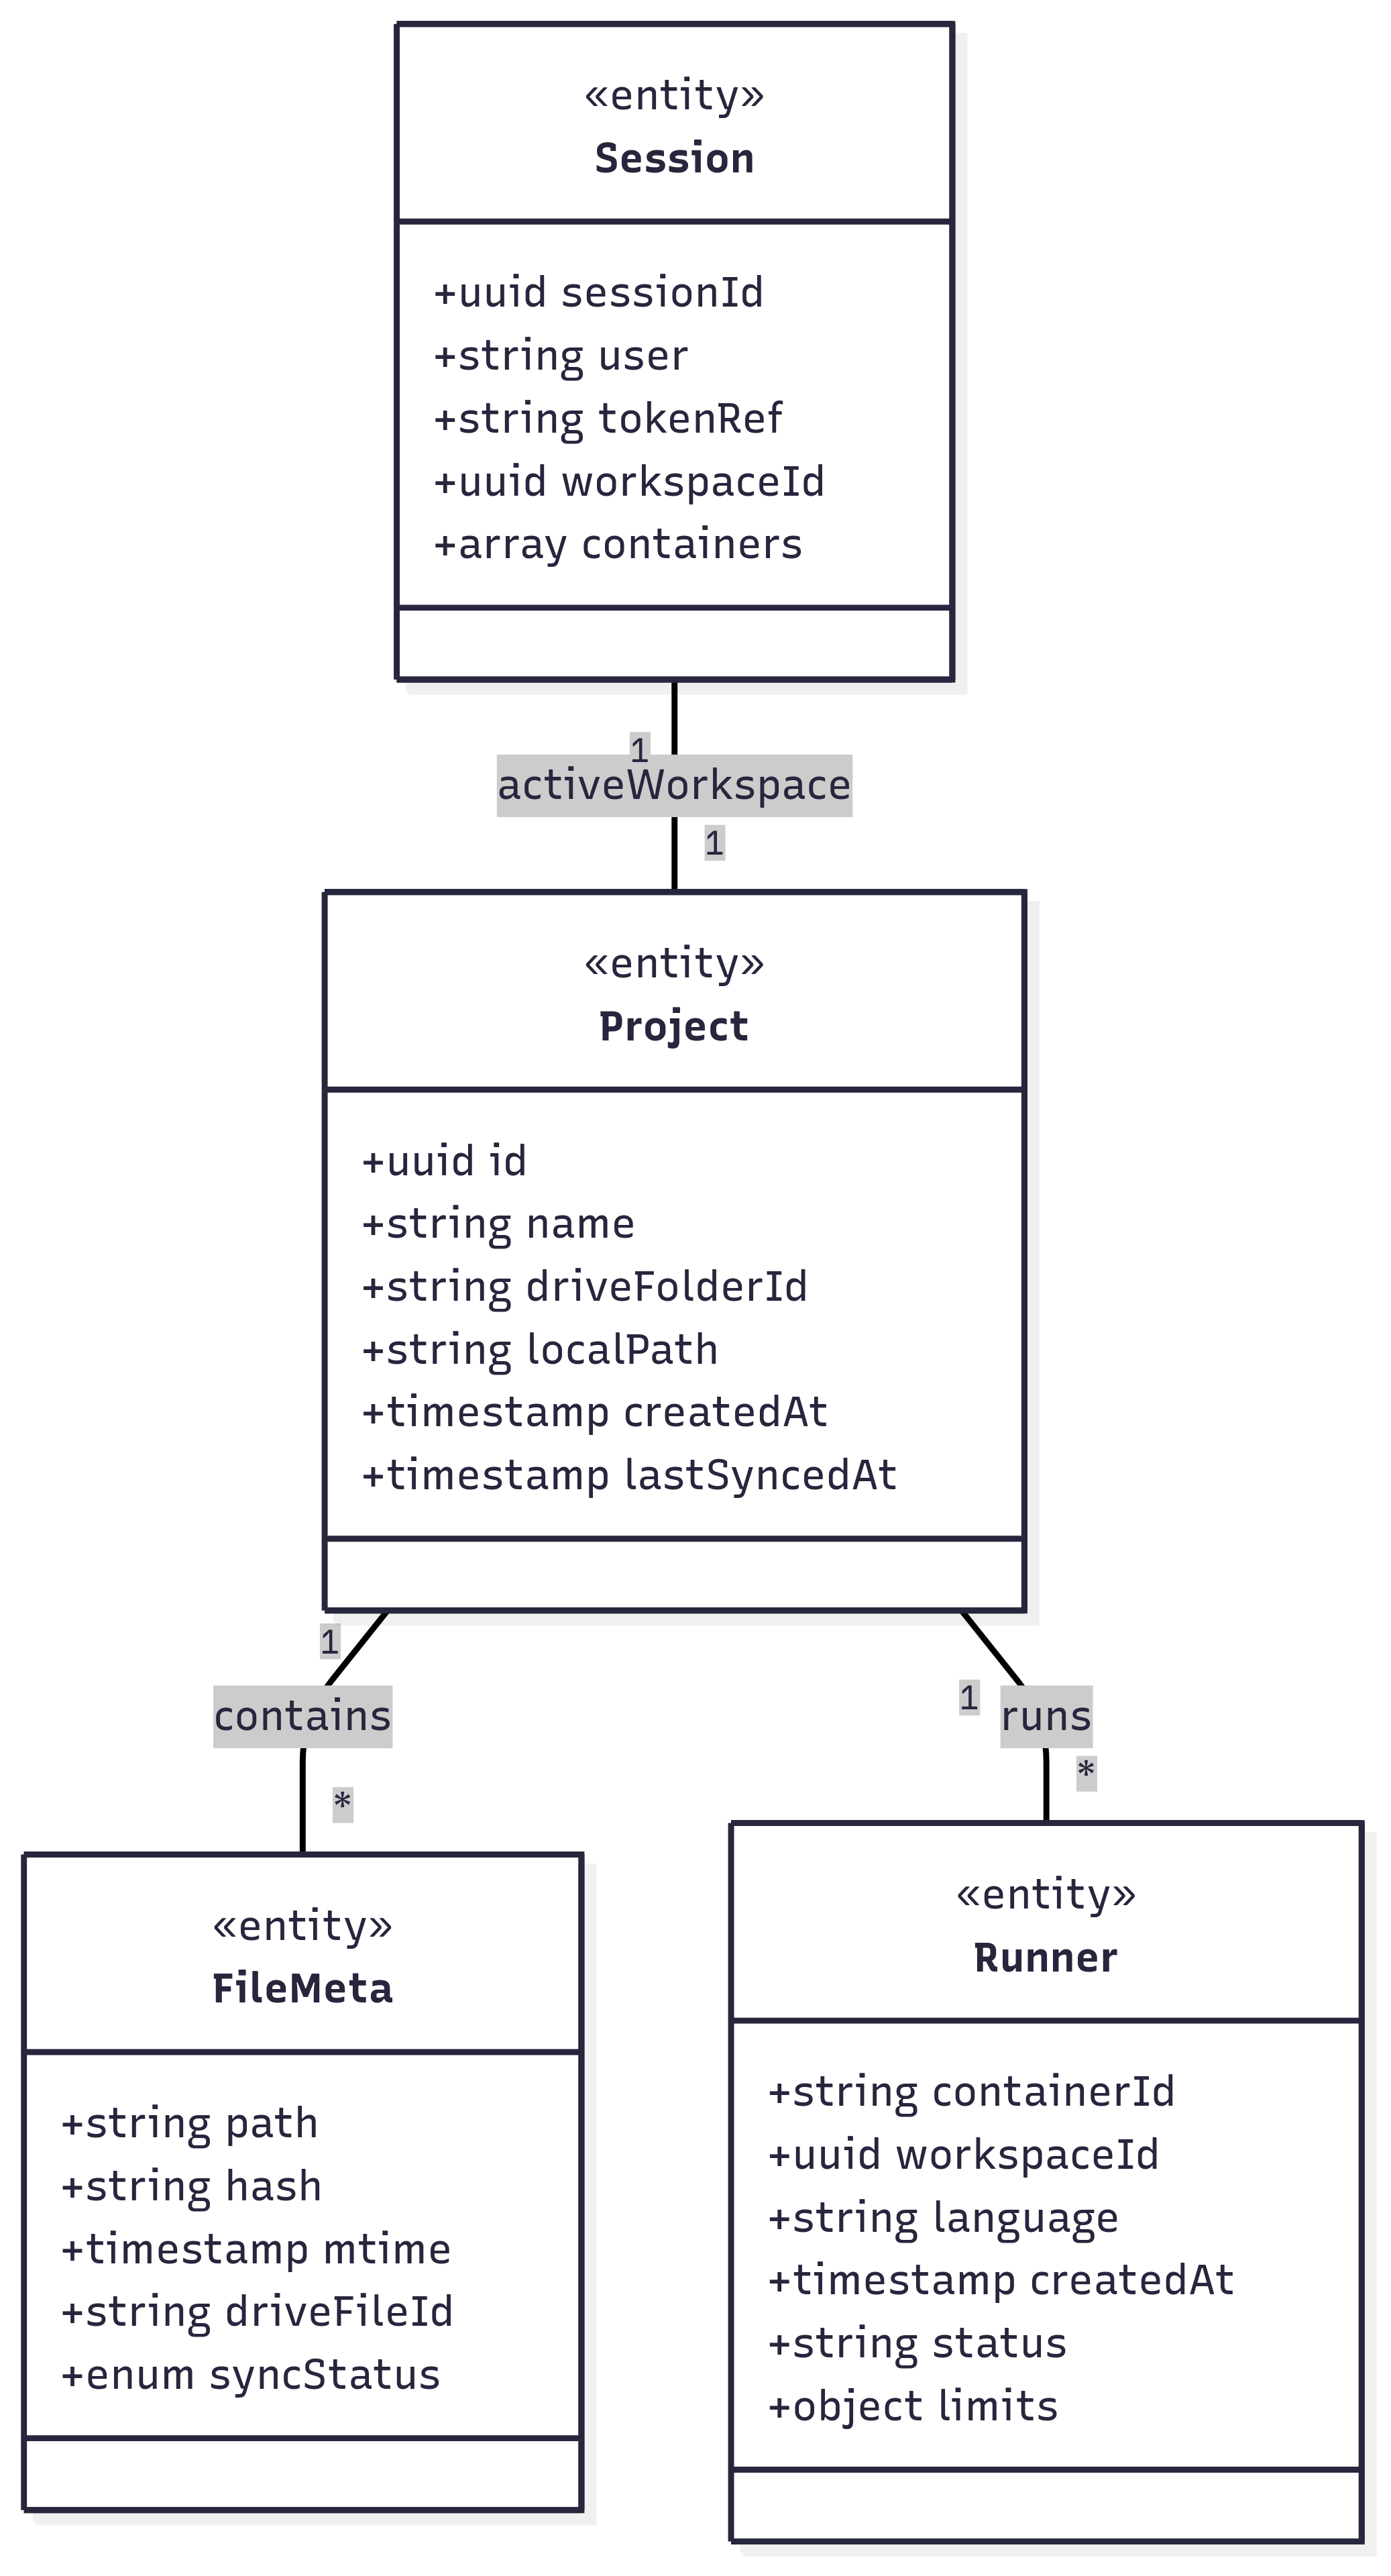 «entity»
Session
+uuid sessionId
+string user
+string tokenRef
+uuid workspaceId
+array containers
1
activeWorkspace
1
«entity»
Project
+uuid id
+string name
+string driveFolderId
+string localPath
+timestamp createdAt
+timestamp lastSyncedAt
1
contains
*
1
runs
*
«entity»
FileMeta
+string path
+string hash
+timestamp mtime
+string driveFileId
+enum syncStatus
«entity»
Runner
+string containerId
+uuid workspaceId
+string language
+timestamp createdAt
+string status
+object limits